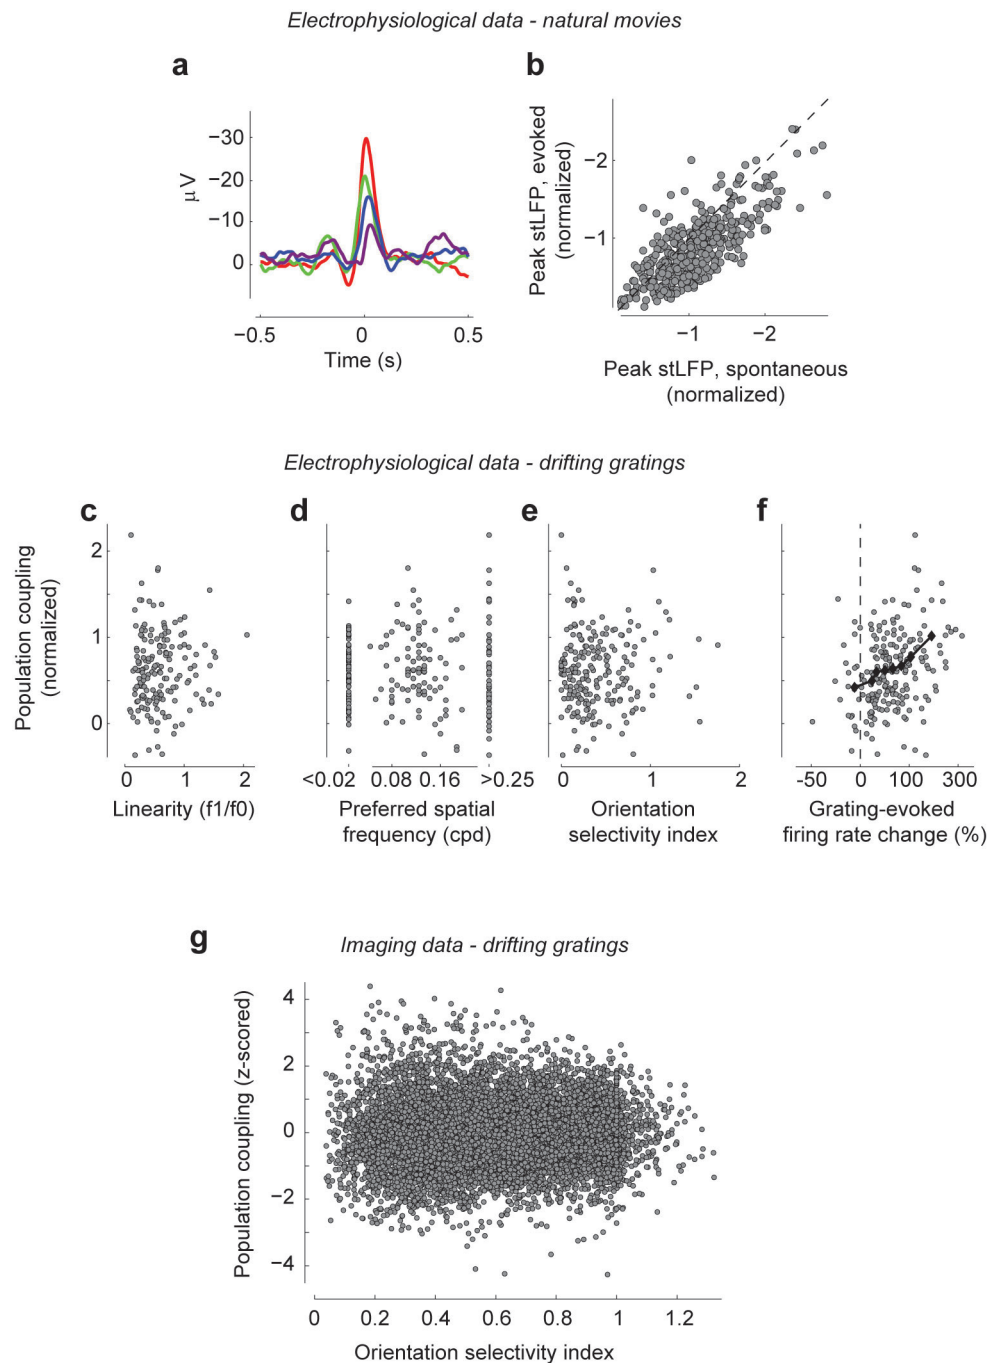 Electrophysiological data - natural movies
a
b
−30
−20
−10
0
μV
−0.5
0
0.5
Time (s)
Peak stLFP, evoked
(normalized)
−2
−1
−1
−2
Peak stLFP, spontaneous
(normalized)
Electrophysiological data - drifting gratings
c
d
e
f
Population coupling
(normalized)
2
1
0
0
1
2
Linearity (f1/f0)
<0.02
0.08
0.16
>0.25
Preferred spatial
frequency (cpd)
0
1
2
Orientation
selectivity index
-50
0
100
300
Grating-evoked
firing rate change (%)
g
Imaging data - drifting gratings
Population coupling (z-scored)
4
2
0
−2
−4
0
0.2
0.4
0.6
0.8
1
1.2
Orientation selectivity index